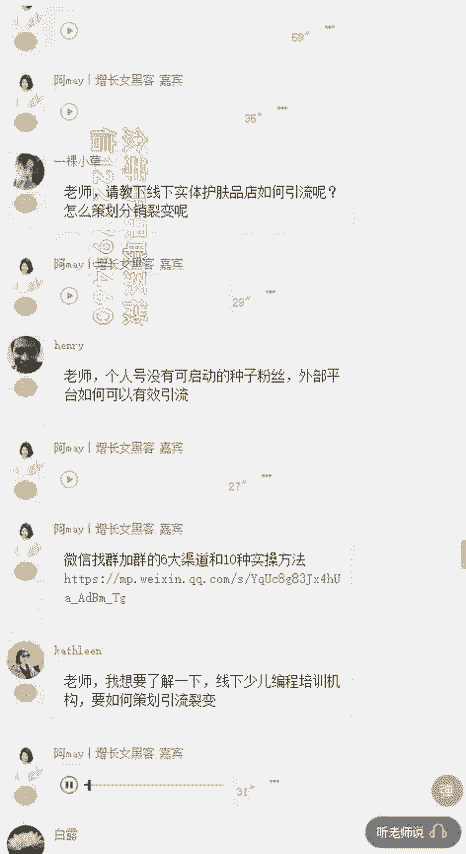 59"
阿may丨增长女黑客 嘉宾
35"
一棵小草
老师，请教下线下实体护肤品店如何引流呢？
怎么策划分销裂变呢
阿may丨增长女黑客 嘉宾
29"
henry
老师，个人号没有可启动的种子粉丝，外部平
台如何可以有效引流
阿may丨增长女黑客 嘉宾
27"
阿may丨增长女黑客 嘉宾
微信找群加群的6大渠道和10种实操方法
https://mp.weixin.qq.com/s/YqUc8g83Jx4hU
a_AdBm_Tg
kathleen
老师，我想要了解一下，线下少儿编程培训机
构，要如何策划引流裂变
阿may丨增长女黑客 嘉宾
31"
弹
白露
听老师说